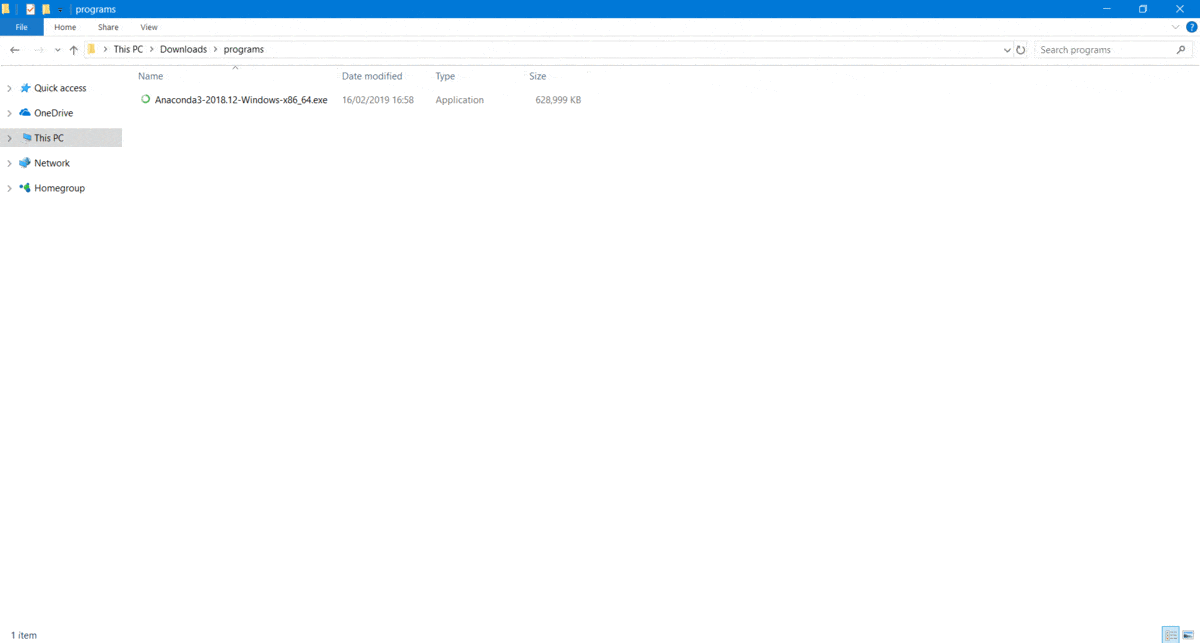 programs
File Home Share View
This PC Downloads programs
Search programs
Name Date modified Type Size
Anaconda3-2018.12-Windows-x86_64.exe 16/02/2019 16:58 Application 628,999 KB
Quick access
OneDrive
This PC
Network
Homegroup
1 item